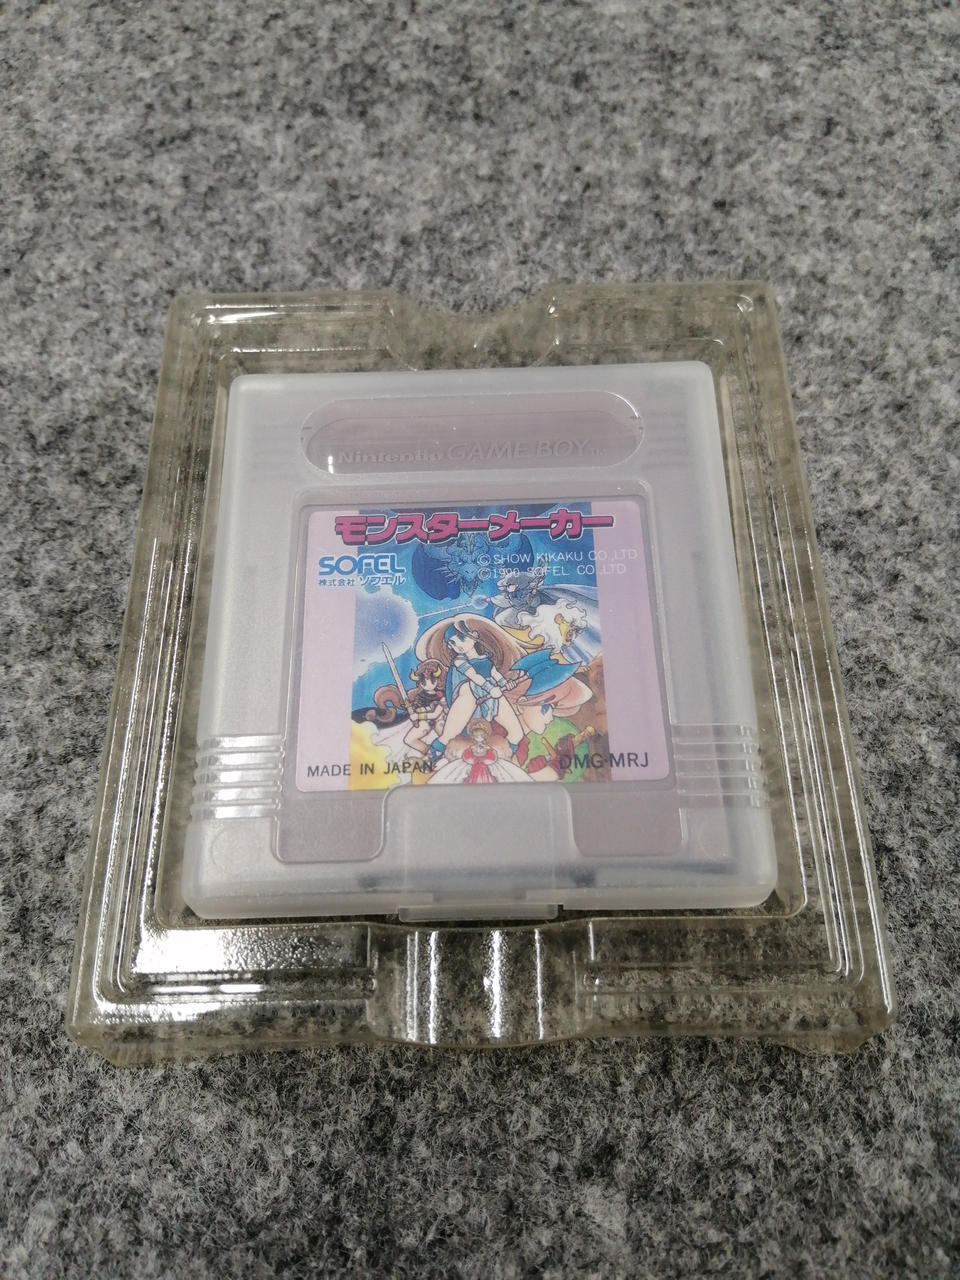 Nintendo GAME BOY TM
モンスターメーカー
SOFEL
株式会社 ソフエル
©SHOW KIKAKU CO.,LTD
©1990 SOFEL CO.,LTD
MADE IN JAPAN
DMG-MRJ